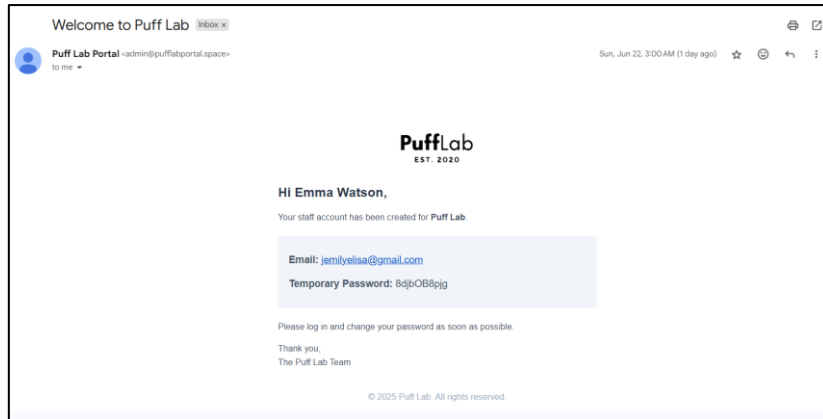 Welcome to Puff Lab Inbox ×
Puff Lab Portal <admin@pufflabportal.space> Sun, Jun 22, 3:00 AM (1 day ago)
to me
PuffLab
EST. 2020
Hi Emma Watson,
Your staff account has been created for Puff Lab.
Email: jemilyelisa@gmail.com
Temporary Password: 8djbOB8pjg
Please log in and change your password as soon as possible.
Thank you,
The Puff Lab Team
© 2025 Puff Lab. All rights reserved.